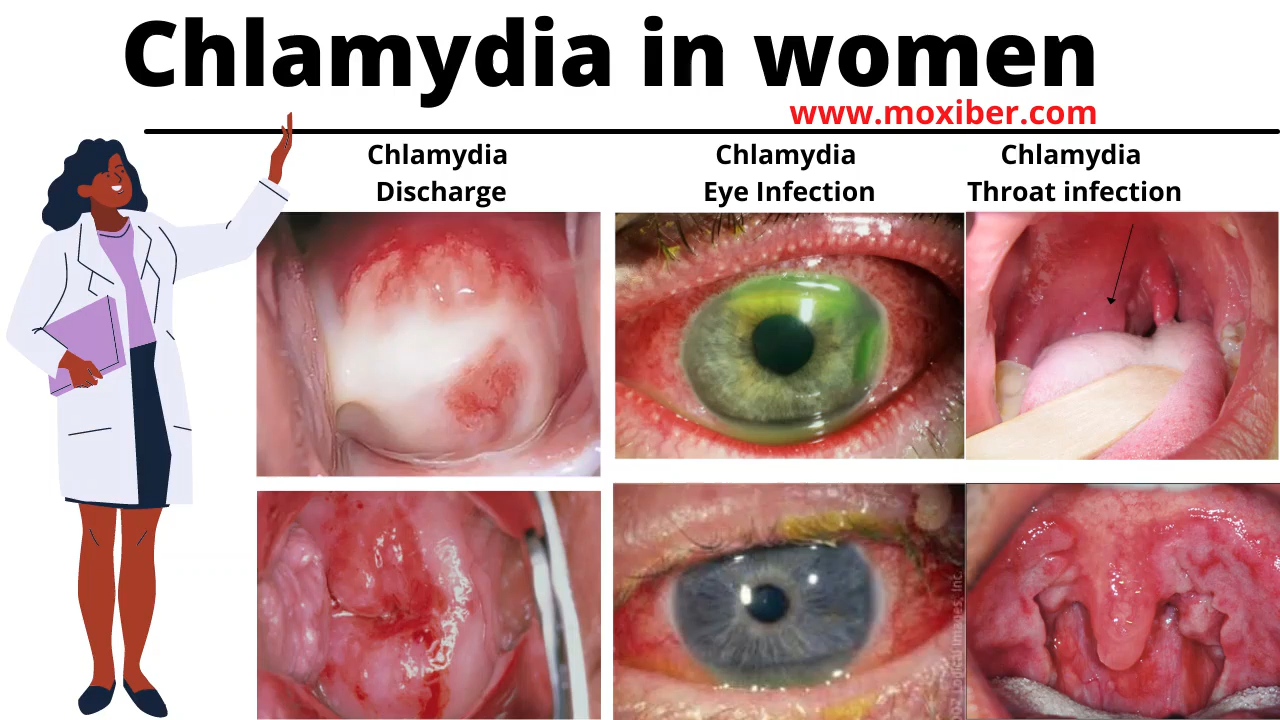 Chlamydia in women
www.moxiber.com
Chlamydia
Discharge
Chlamydia
Eye Infection
Chlamydia
Throat infection